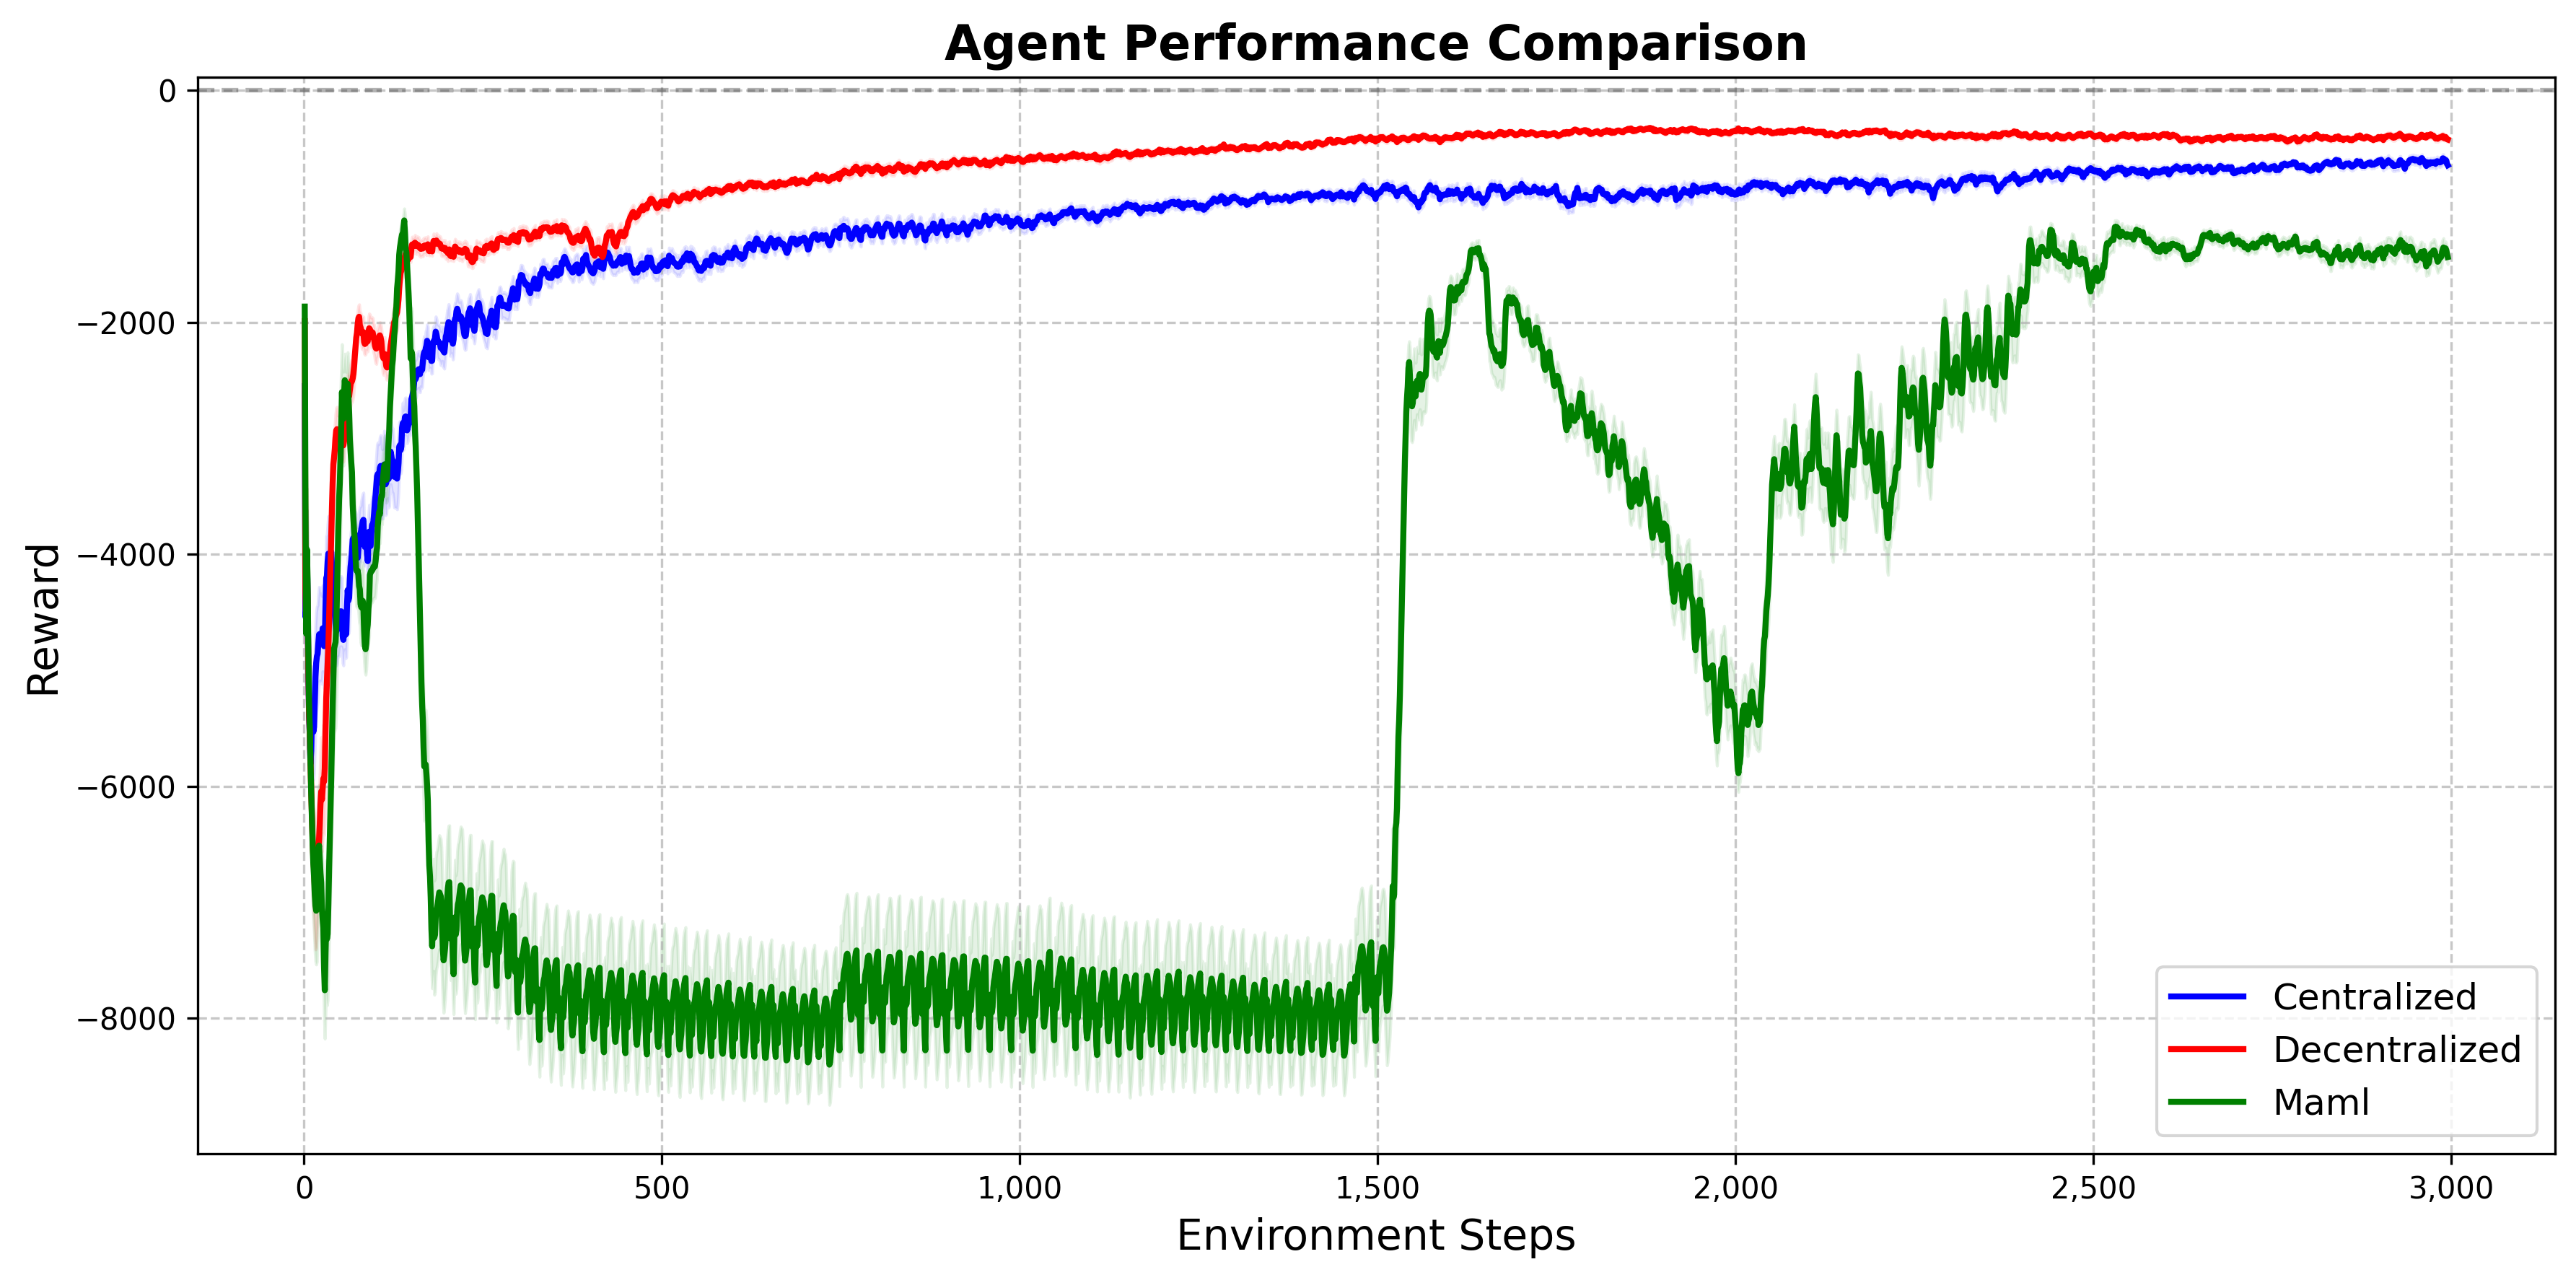 Agent Performance Comparison
Reward
0
−2000
−4000
−6000
−8000
0
500
1,000
1,500
2,000
2,500
3,000
Environment Steps
Centralized
Decentralized
Maml